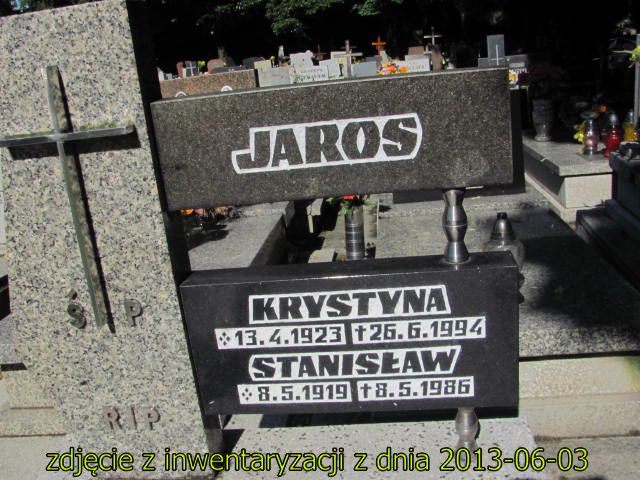 JAROS
Ś P
KRYSTYNA
13.4.1923 †26.6.1994
STANISŁAW
8.5.1919 †8.5.1986
RIP
zdjęcie z inwentaryzacji z dnia 2013-06-03